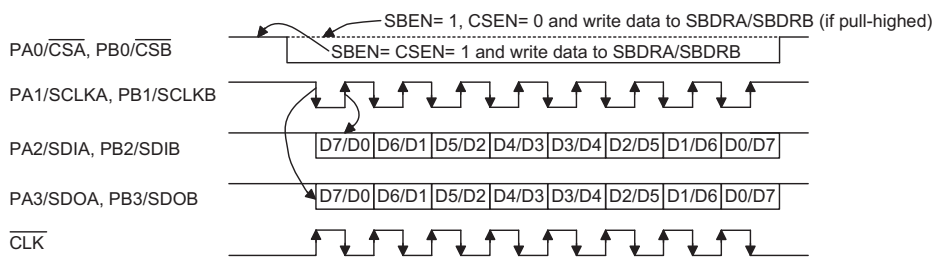 SBEN= 1, CSEN= 0 and write data to SBDRA/SBDRB (if pull-highed)
PA0/CSA, PB0/CSB
SBEN= CSEN= 1 and write data to SBDRA/SBDRB
PA1/SCLKA, PB1/SCLKB
PA2/SDIA, PB2/SDIB
D7/D0 D6/D1 D5/D2 D4/D3 D3/D4 D2/D5 D1/D6 D0/D7
PA3/SDOA, PB3/SDOB
D7/D0 D6/D1 D5/D2 D4/D3 D3/D4 D2/D5 D1/D6 D0/D7
CLK